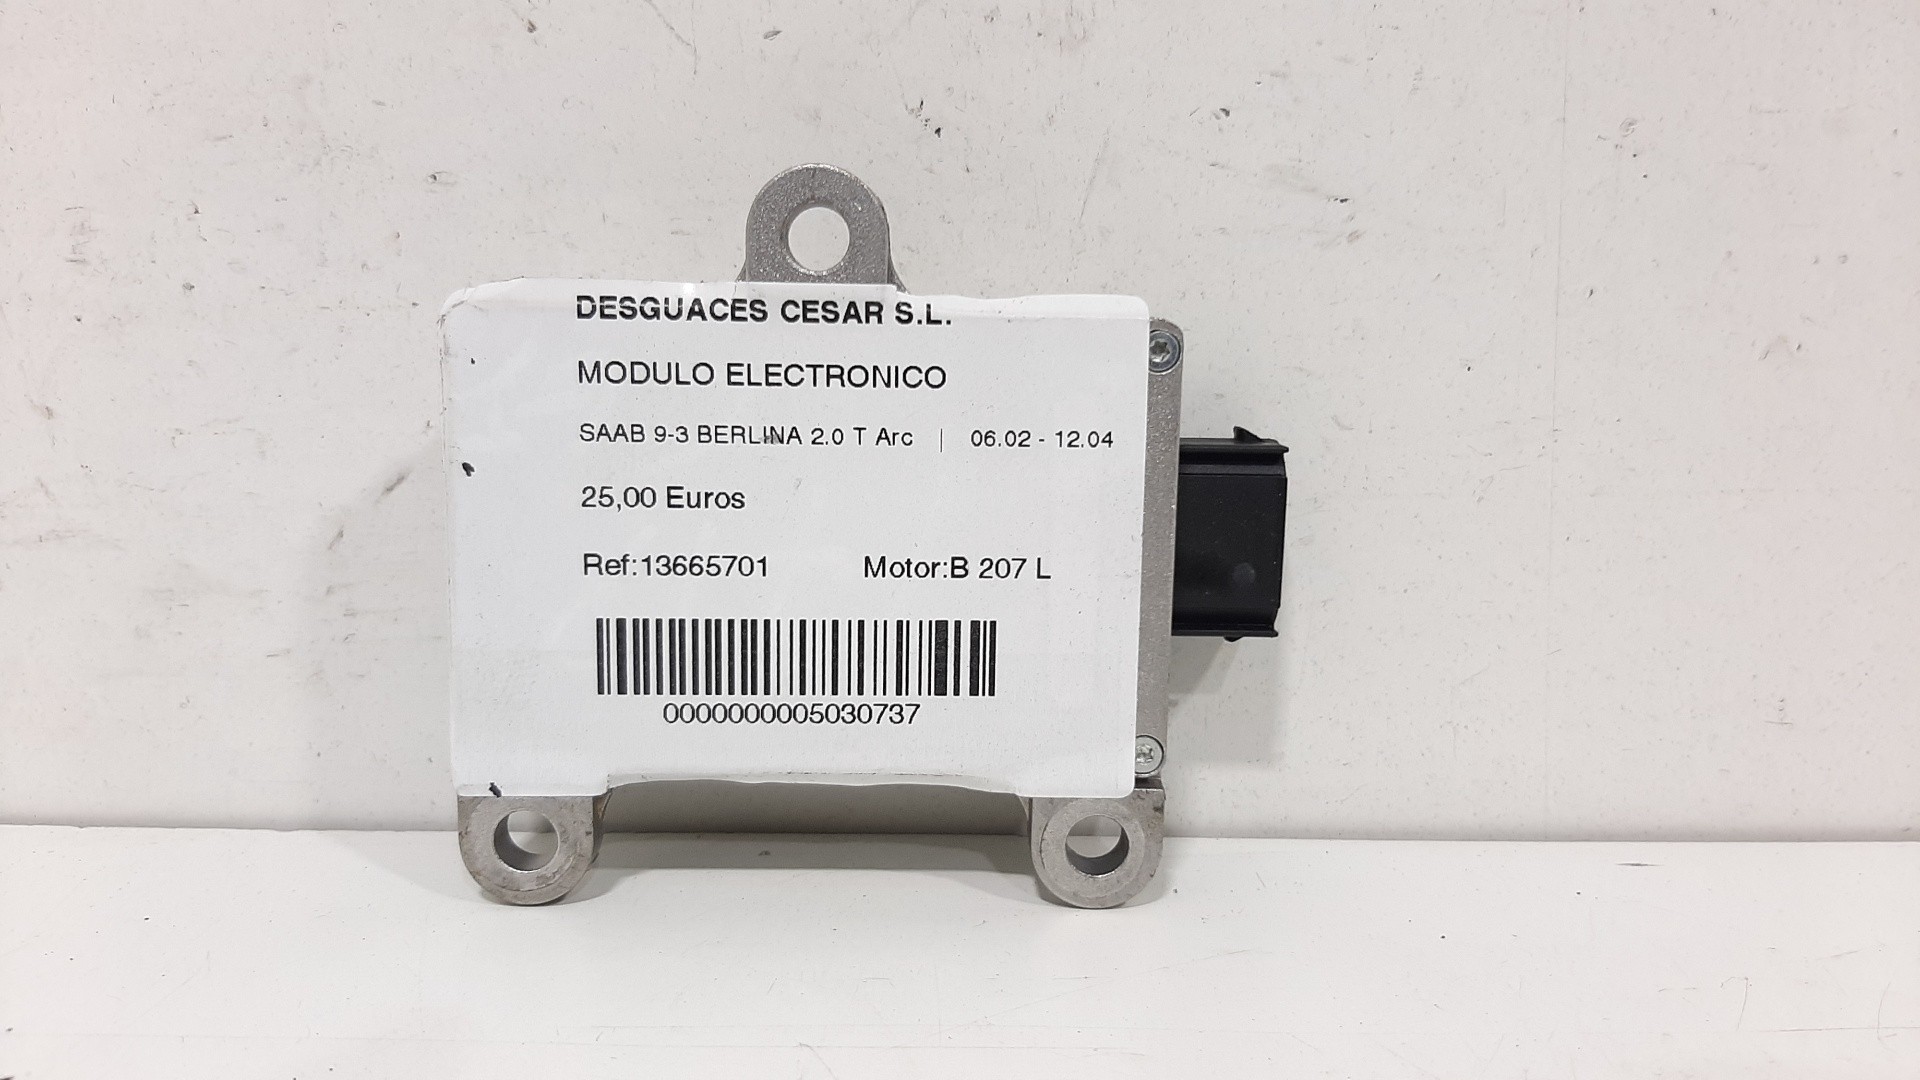 DESGUACES CESAR S.L.
MODULO ELECTRONICO
SAAB 9-3 BERLINA 2.0 T Arc | 06.02 - 12.04
25,00 Euros
Ref:13665701 Motor:B 207 L
0000000005030737